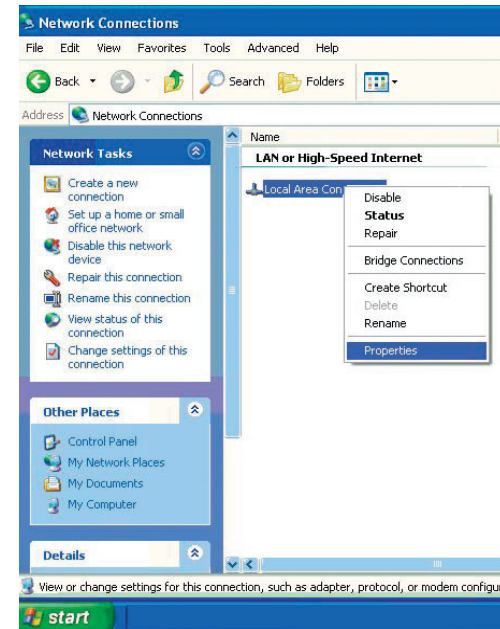 Network Connections
File Edit View Favorites Tools Advanced Help
Back Search Folders
Address Network Connections
Network Tasks
Create a new
connection
Set up a home or small
office network
Disable this network
device
Repair this connection
Rename this connection
View status of this
connection
Change settings of this
connection
Other Places
Control Panel
My Network Places
My Documents
My Computer
Details
Name
LAN or High-Speed Internet
Local Area Con
Disable
Status
Repair
Bridge Connections
Create Shortcut
Delete
Rename
Properties
View or change settings for this connection, such as adapter, protocol, or modem configu
start